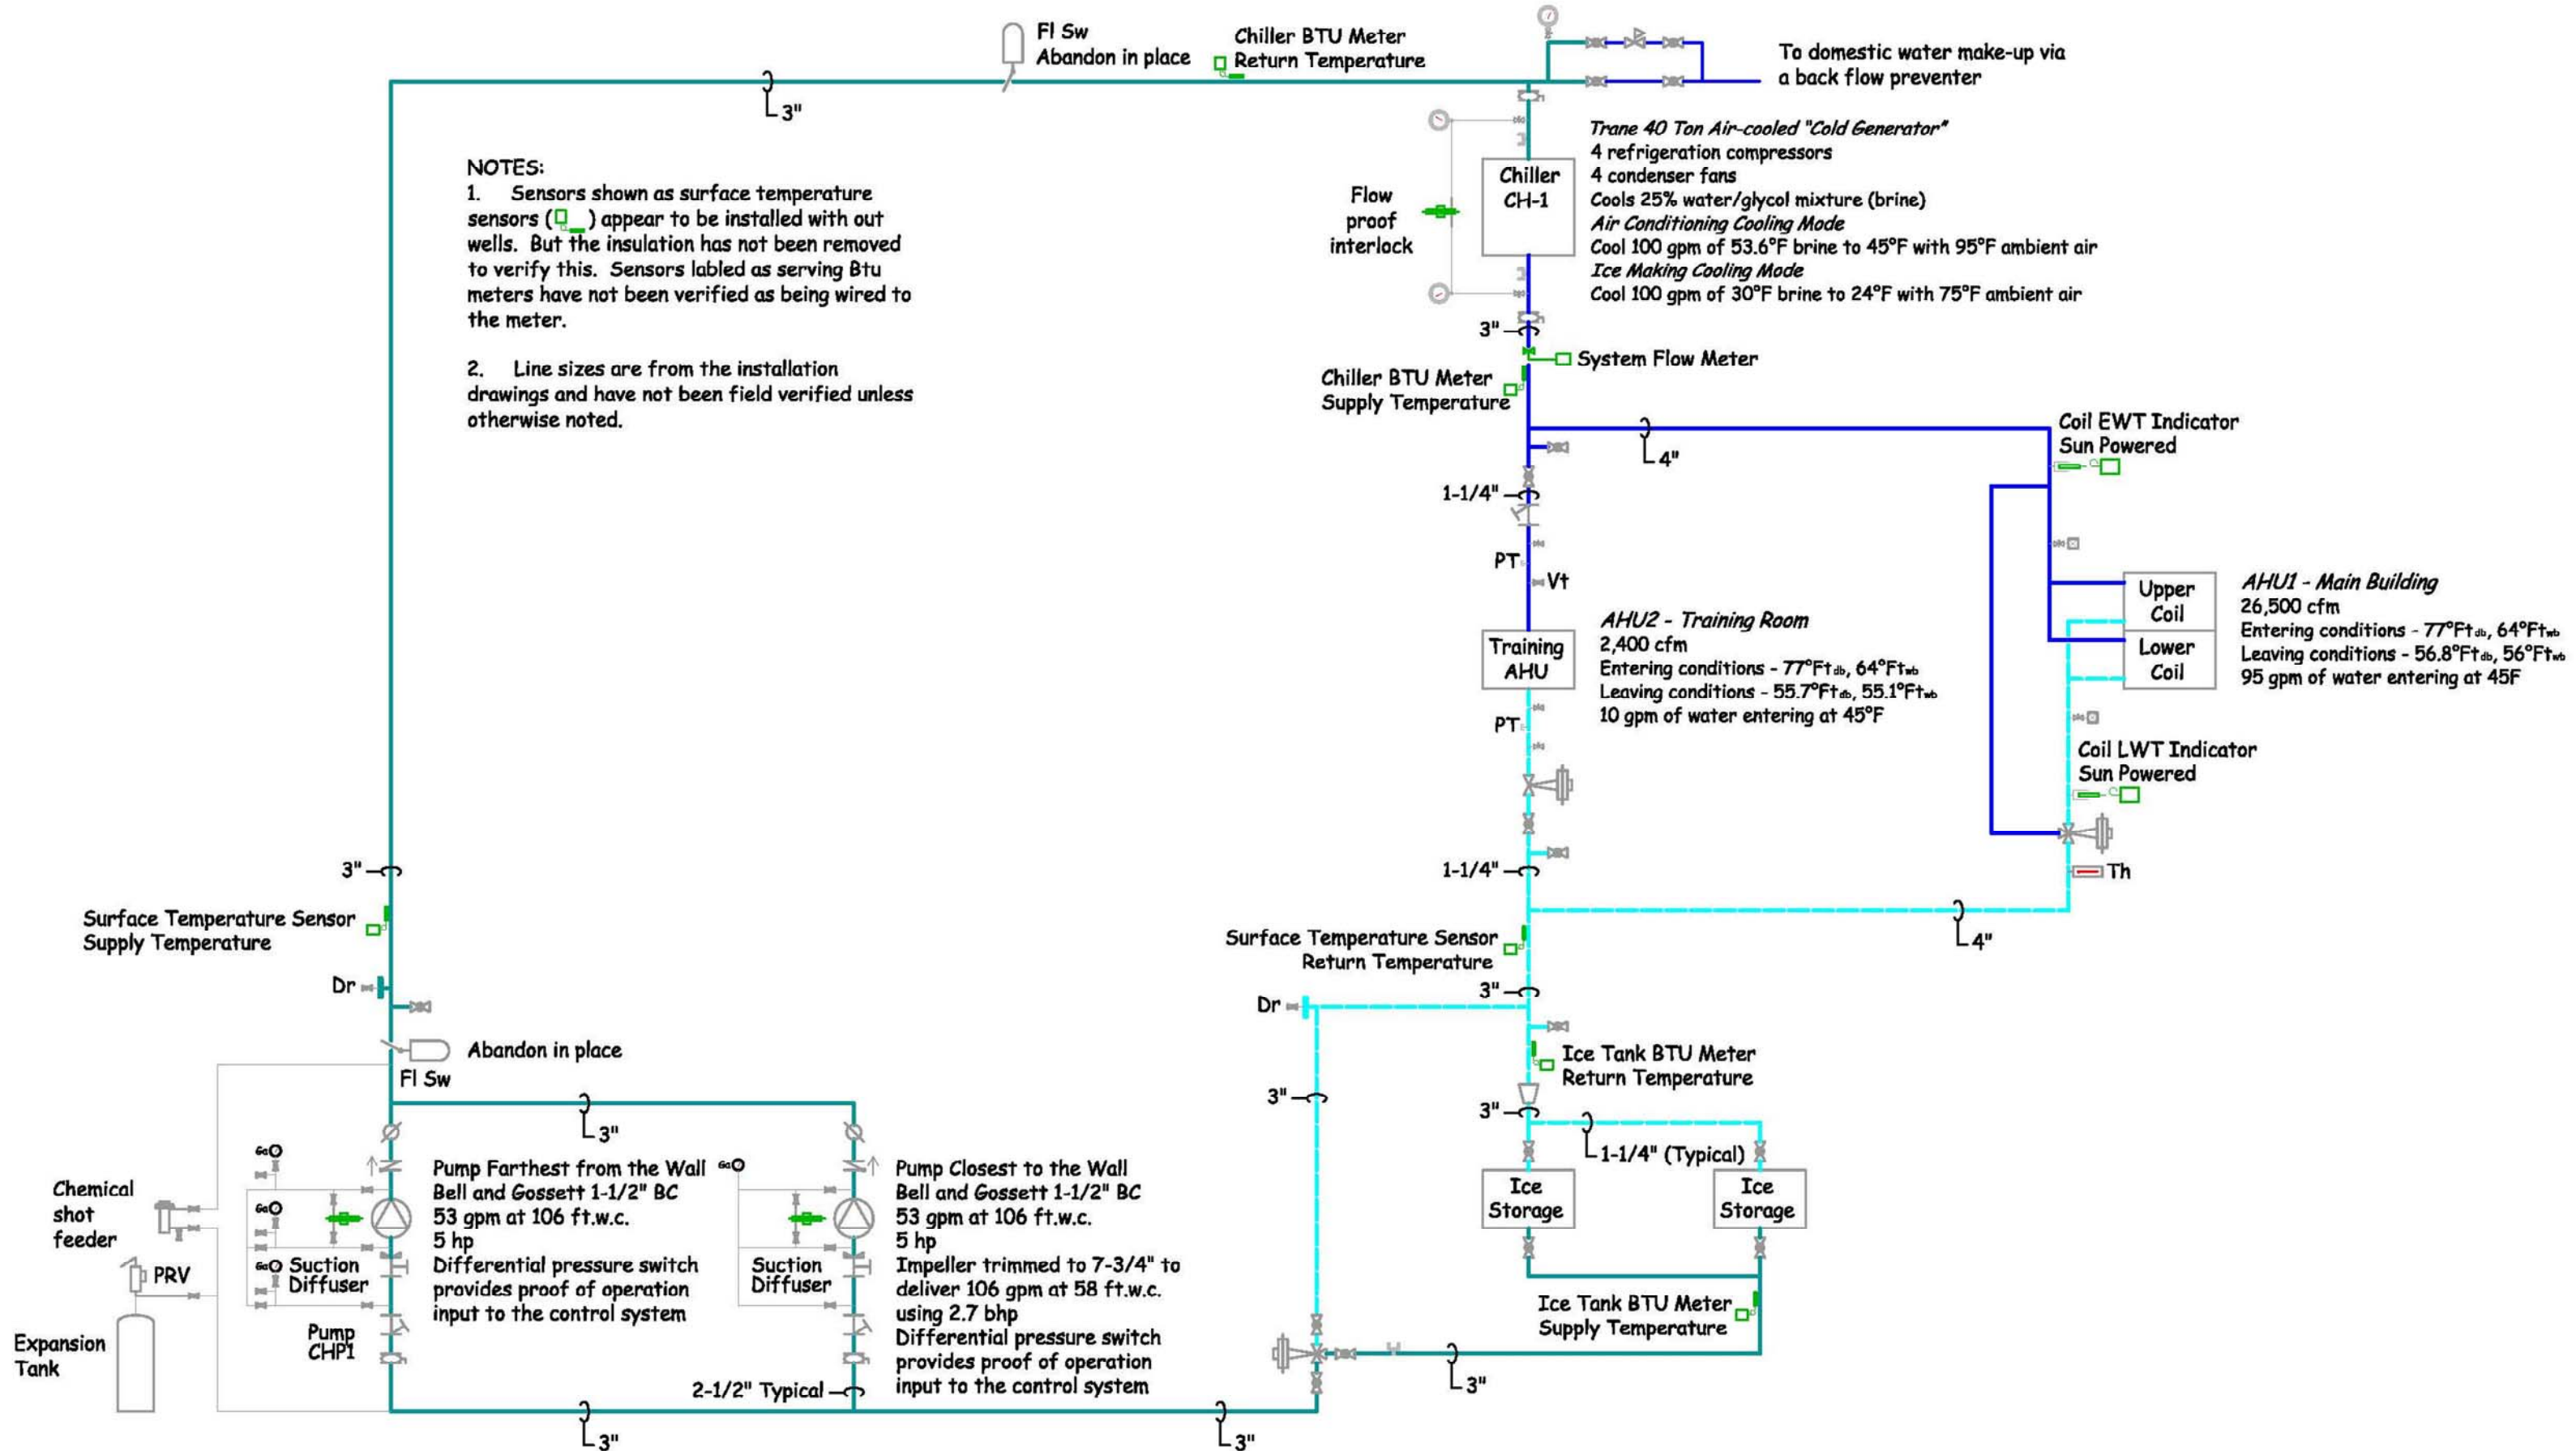 Fl Sw
Abandon in place
Chiller BTU Meter
Return Temperature
To domestic water make-up via
a back flow preventer
3"
NOTES:
1. Sensors shown as surface temperature
sensors ( ) appear to be installed with out
wells. But the insulation has not been removed
to verify this. Sensors labled as serving Btu
meters have not been verified as being wired to
the meter.
2. Line sizes are from the installation
drawings and have not been field verified unless
otherwise noted.
Flow
proof
interlock
Chiller
CH-1
Trane 40 Ton Air-cooled "Cold Generator"
4 refrigeration compressors
4 condenser fans
Cools 25% water/glycol mixture (brine)
Air Conditioning Cooling Mode
Cool 100 gpm of 53.6°F brine to 45°F with 95°F ambient air
Ice Making Cooling Mode
Cool 100 gpm of 30°F brine to 24°F with 75°F ambient air
3"
System Flow Meter
Chiller BTU Meter
Supply Temperature
4"
Coil EWT Indicator
Sun Powered
1-1/4"
PT
Vt
Training
AHU
AHU2 - Training Room
2,400 cfm
Entering conditions - 77°Ftdb, 64°Ftwb
Leaving conditions - 55.7°Ftdb, 55.1°Ftwb
10 gpm of water entering at 45°F
PT
Upper
Coil
Lower
Coil
AHU1 - Main Building
26,500 cfm
Entering conditions - 77°Ftdb, 64°Ftwb
Leaving conditions - 56.8°Ftdb, 56°Ftwb
95 gpm of water entering at 45F
Coil LWT Indicator
Sun Powered
Th
1-1/4"
4"
3"
Surface Temperature Sensor
Supply Temperature
Dr
Abandon in place
Fl Sw
3"
Surface Temperature Sensor
Return Temperature
3"
Dr
Ice Tank BTU Meter
Return Temperature
3"
3"
1-1/4" (Typical)
Ice
Storage
Ice
Storage
Ice Tank BTU Meter
Supply Temperature
3"
Chemical
shot
feeder
PRV
Expansion
Tank
Ga
Ga
Ga
Suction
Diffuser
Pump
CHP1
Pump Farthest from the Wall
Bell and Gossett 1-1/2" BC
53 gpm at 106 ft.w.c.
5 hp
Differential pressure switch
provides proof of operation
input to the control system
Ga
Suction
Diffuser
Pump Closest to the Wall
Bell and Gossett 1-1/2" BC
53 gpm at 106 ft.w.c.
5 hp
Impeller trimmed to 7-3/4" to
deliver 106 gpm at 58 ft.w.c.
using 2.7 bhp
Differential pressure switch
provides proof of operation
input to the control system
2-1/2" Typical
3"
3"